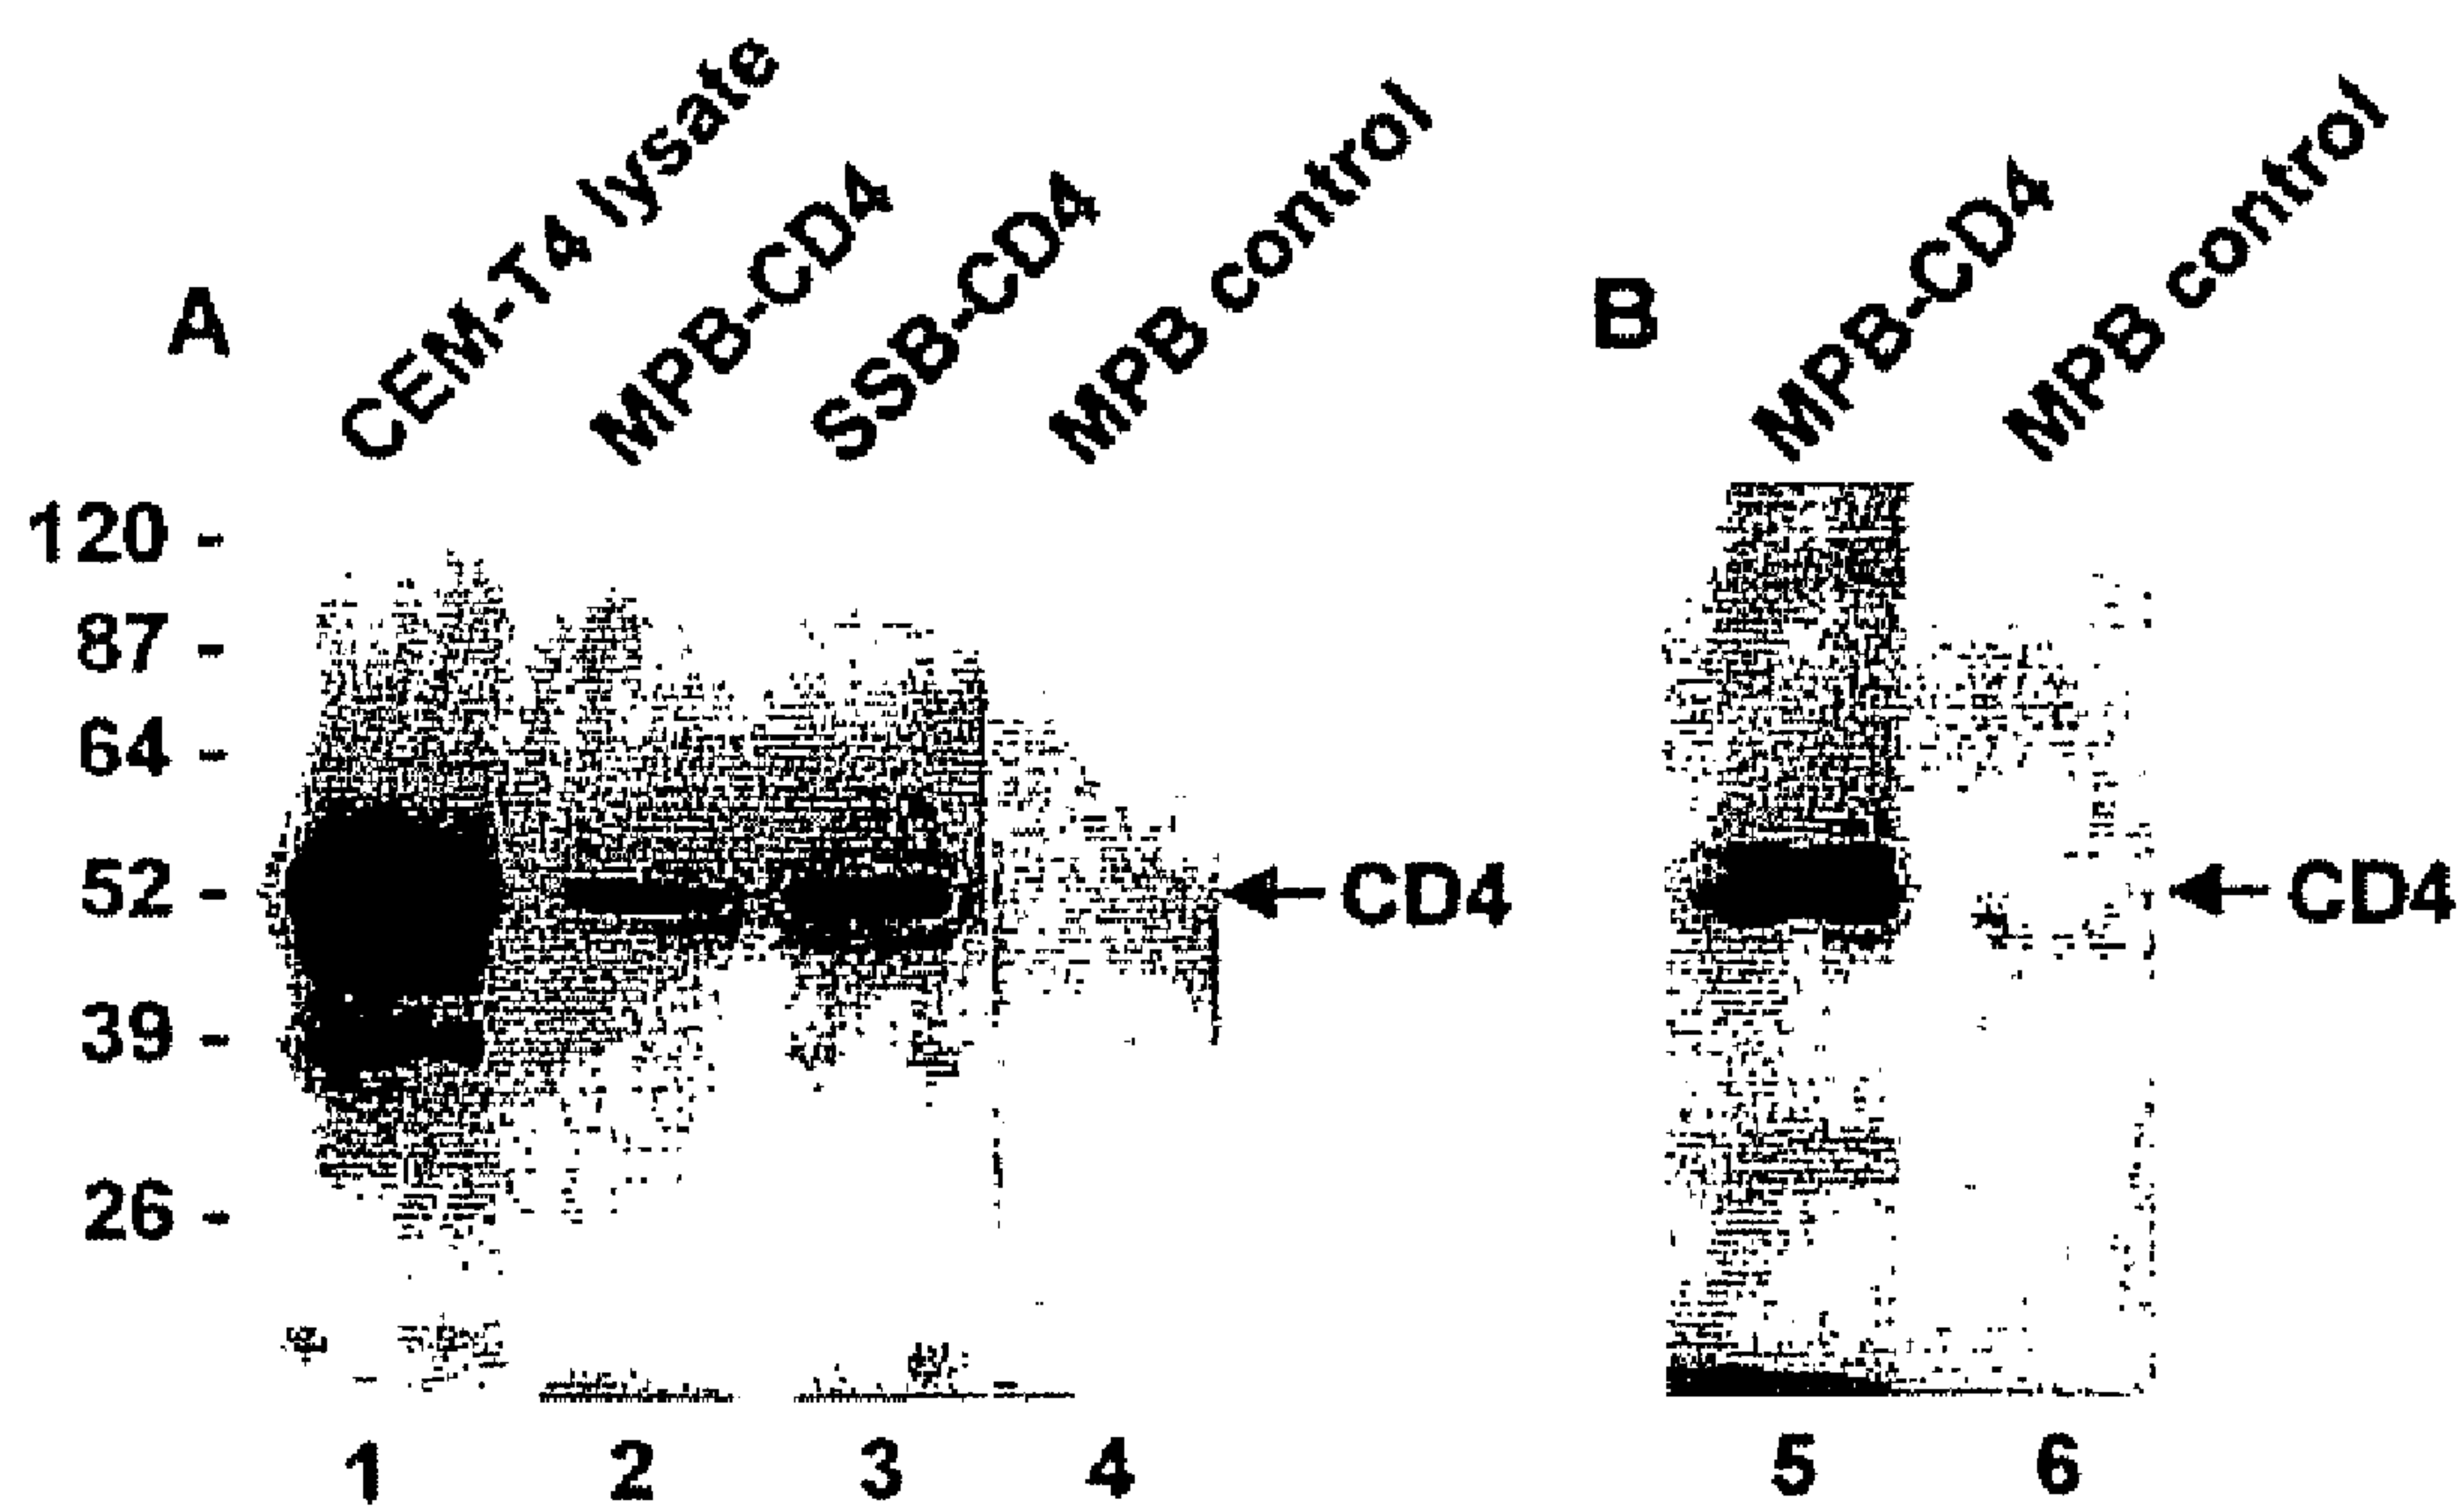 A
CEM-T4 lysate
MPB-CD4
SSB-CD4
MPB control
120 -
87 -
64 -
52 -
39 -
26 -
CD4
1 2 3 4
B
MPB-CD4
MPB control
CD4
5 6